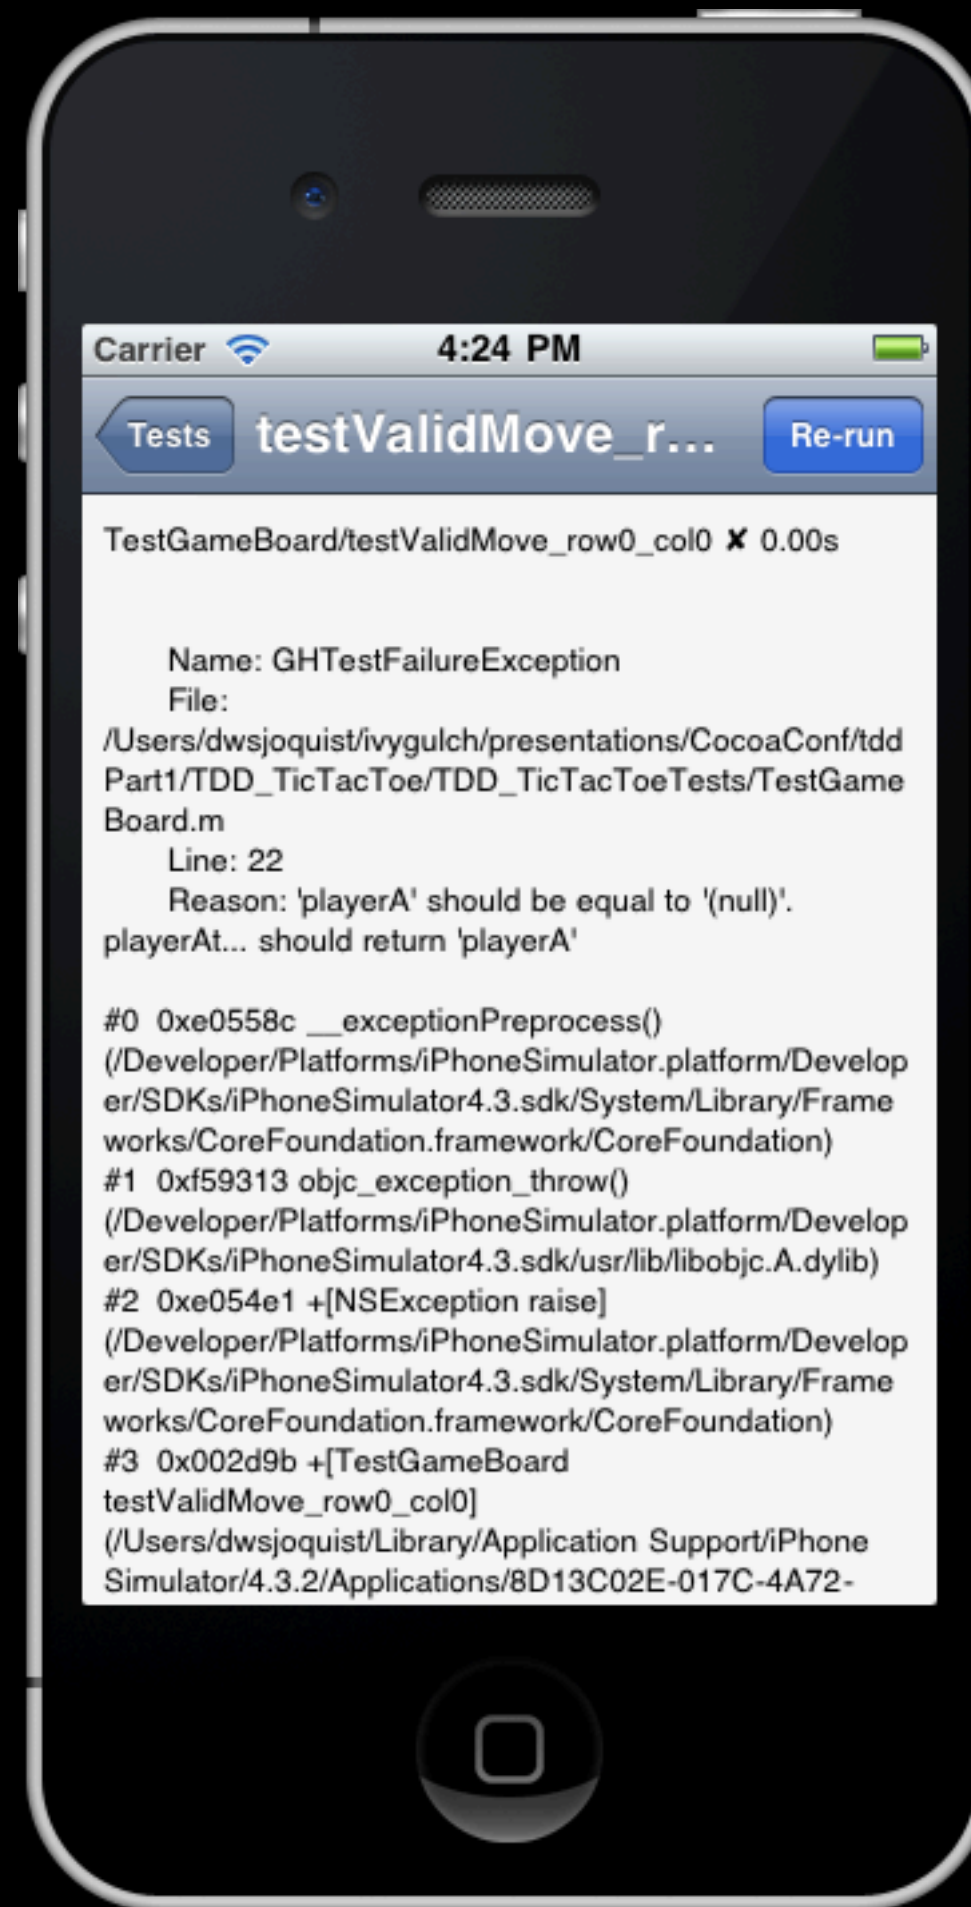 Carrier 4:24 PM
Tests testValidMove_r... Re-run
TestGameBoard/testValidMove_row0_col0 ✘ 0.00s
Name: GHTestFailureException
File:
/Users/dwsjoquist/ivygulch/presentations/CocoaConf/tdd
Part1/TDD_TicTacToe/TDD_TicTacToeTests/TestGame
Board.m
Line: 22
Reason: 'playerA' should be equal to '(null)'.
playerAt... should return 'playerA'
#0 0xe0558c __exceptionPreprocess()
(/Developer/Platforms/iPhoneSimulator.platform/Develop
er/SDKs/iPhoneSimulator4.3.sdk/System/Library/Frame
works/CoreFoundation.framework/CoreFoundation)
#1 0xf59313 objc_exception_throw()
(/Developer/Platforms/iPhoneSimulator.platform/Develop
er/SDKs/iPhoneSimulator4.3.sdk/usr/lib/libobjc.A.dylib)
#2 0xe054e1 +[NSException raise]
(/Developer/Platforms/iPhoneSimulator.platform/Develop
er/SDKs/iPhoneSimulator4.3.sdk/System/Library/Frame
works/CoreFoundation.framework/CoreFoundation)
#3 0x002d9b +[TestGameBoard
testValidMove_row0_col0]
(/Users/dwsjoquist/Library/Application Support/iPhone
Simulator/4.3.2/Applications/8D13C02E-017C-4A72-